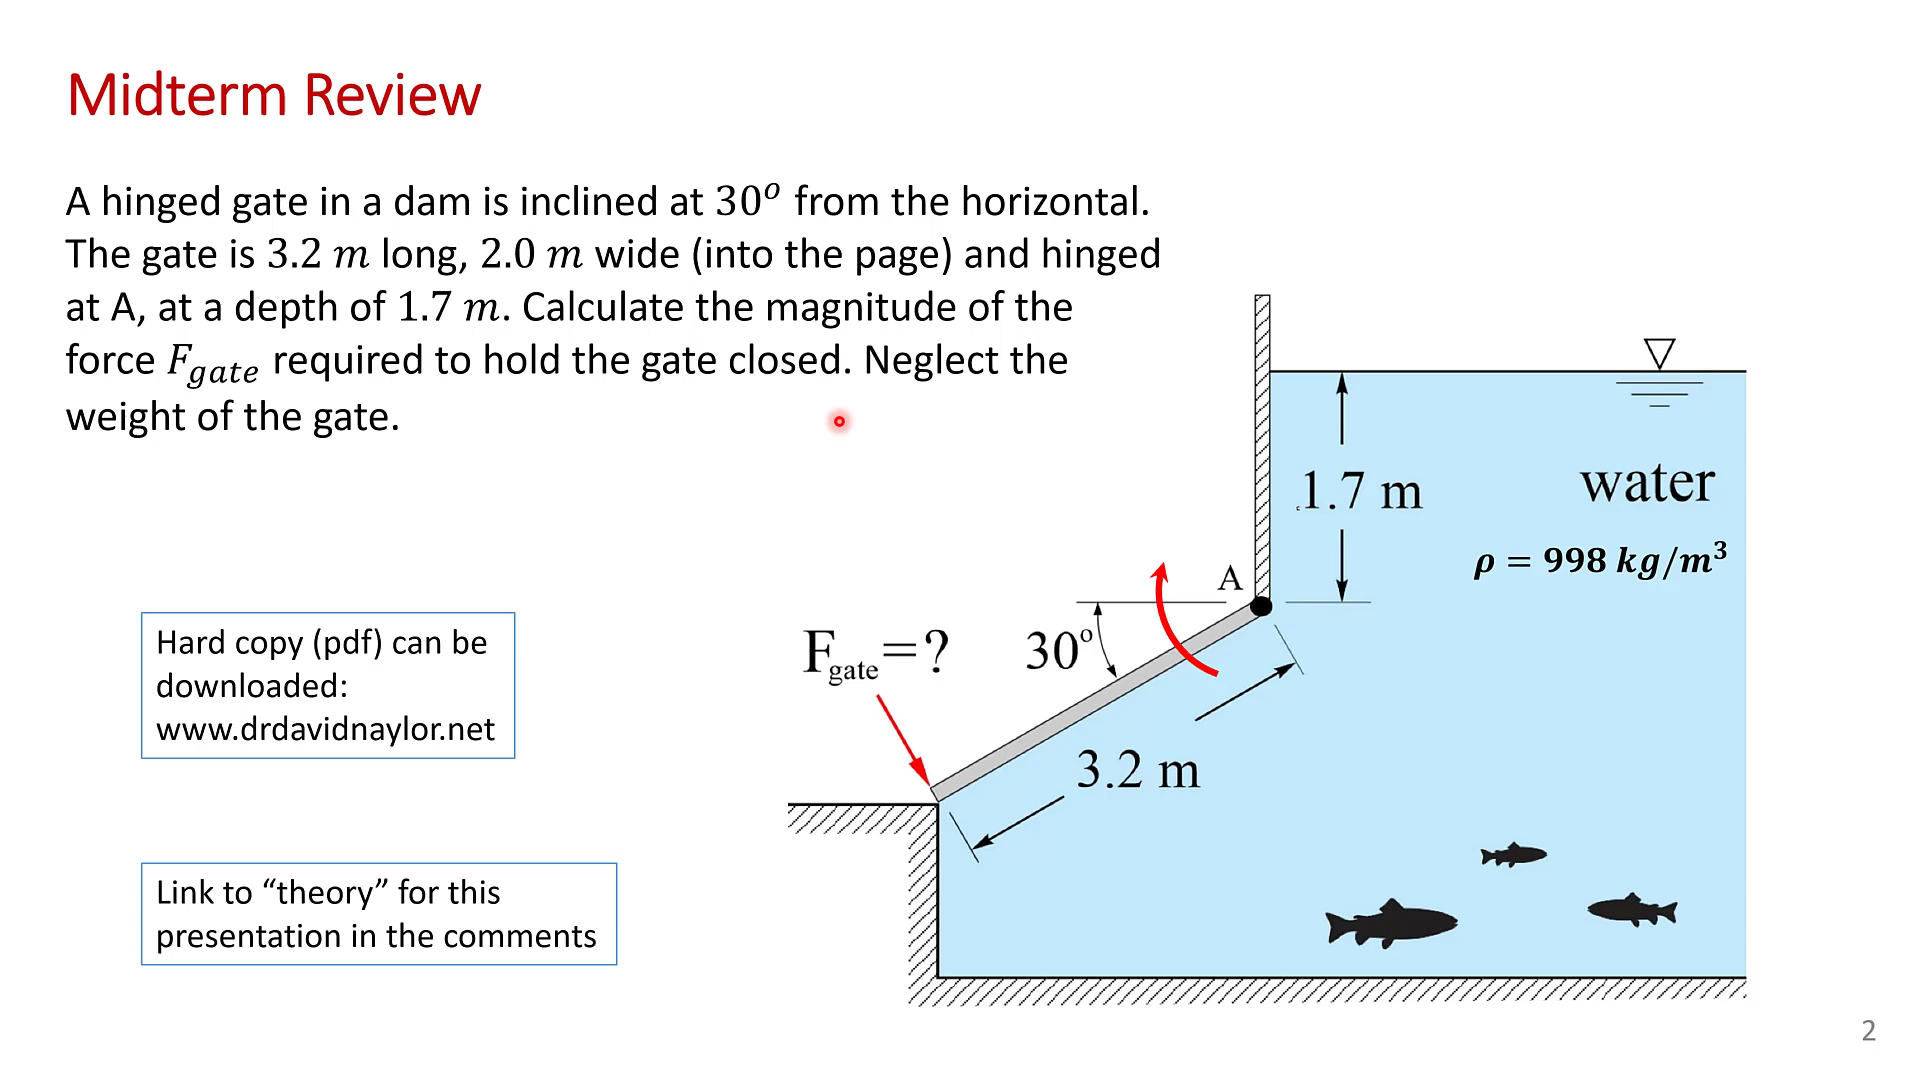 Midterm Review
A hinged gate in a dam is inclined at 30ᵒ from the horizontal.
The gate is 3.2 m long, 2.0 m wide (into the page) and hinged
at A, at a depth of 1.7 m. Calculate the magnitude of the
force F_gate required to hold the gate closed. Neglect the
weight of the gate.
1.7 m
water
ρ = 998 kg/m³
A
F_gate=?
30ᵒ
3.2 m
Hard copy (pdf) can be
downloaded:
www.drdavidnaylor.net
Link to “theory” for this
presentation in the comments
2